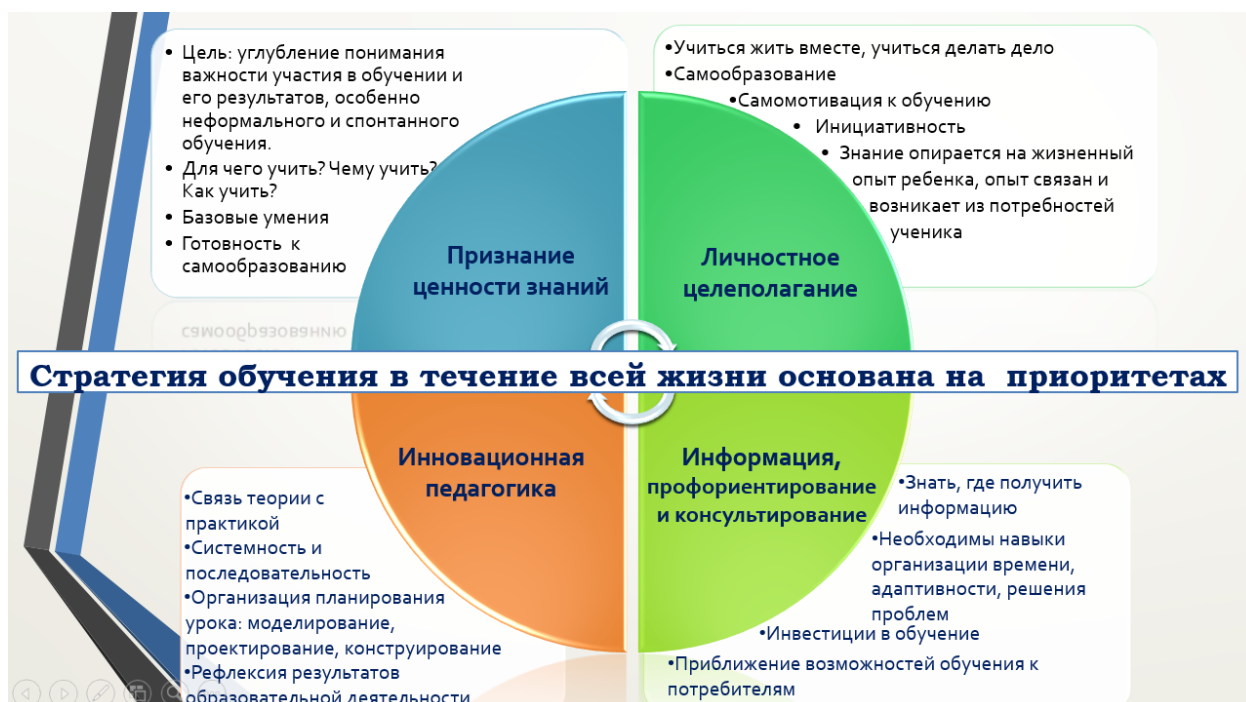 • Цель: углубление понимания
важности участия в обучении и
его результатов, особенно
неформального и спонтанного
обучения.
• Для чего учить? Чему учить?
Как учить?
• Базовые умения
• Готовность к
самообразованию
•Учиться жить вместе, учиться делать дело
•Самообразование
•Самомотивация к обучению
• Инициативность
• Знание опирается на жизненный
опыт ребенка, опыт связан и
возникает из потребностей
ученика
Признание
ценности знаний
Личностное
целеполагание
Стратегия обучения в течение всей жизни основана на приоритетах
Инновационная
педагогика
Информация,
профориентирование
и консультирование
•Связь теории с
практикой
•Системность и
последовательность
•Организация планирования
урока: моделирование,
проектирование, конструирование
•Рефлексия результатов
образовательной деятельности
•Знать, где получить
информацию
•Необходимы навыки
организации времени,
адаптивности, решения
проблем
•Инвестиции в обучение
•Приближение возможностей обучения к
потребителям